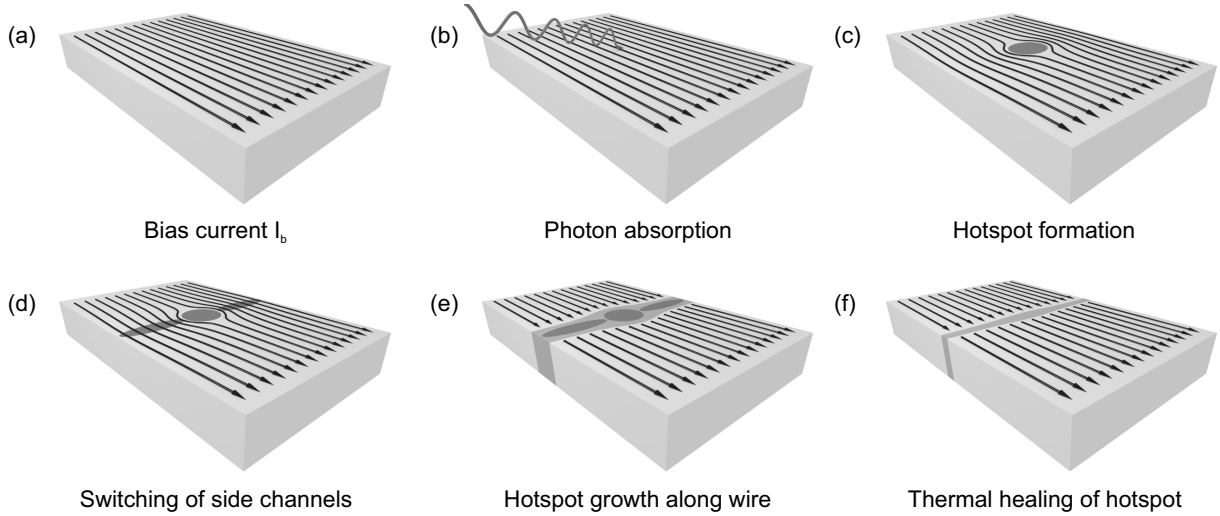 (a)
Bias current I_b
(b)
Photon absorption
(c)
Hotspot formation
(d)
Switching of side channels
(e)
Hotspot growth along wire
(f)
Thermal healing of hotspot